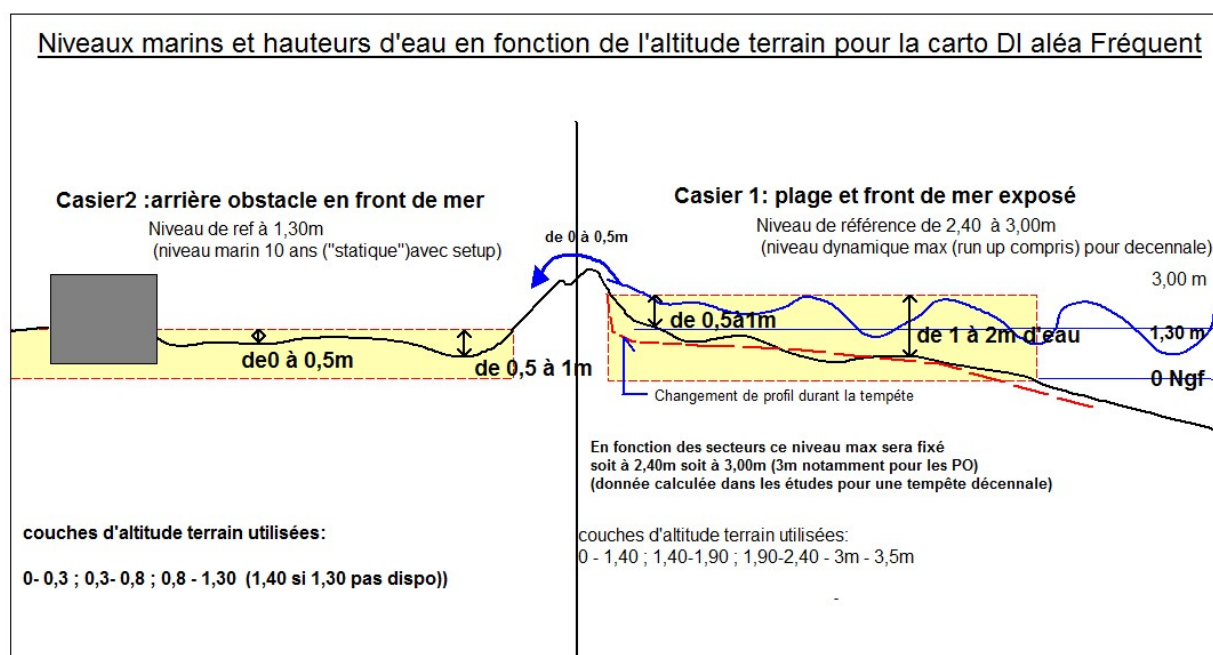 Niveaux marins et hauteurs d'eau en fonction de l'altitude terrain pour la carto DI aléa Fréquent
Casier2 :arrière obstacle en front de mer
Niveau de ref à 1,30m
(niveau marin 10 ans ("statique")avec setup)
de 0 à 0,5m
Casier 1: plage et front de mer exposé
Niveau de référence de 2,40 à 3,00m
(niveau dynamique max (run up compris) pour decennale)
3,00 m
de 0,5à1m
de 1 à 2m d'eau
1,30 m
de0 à 0,5m
de 0,5 à 1m
0 Ngf
Changement de profil durant la tempéte
En fonction des secteurs ce niveau max sera fixé
soit à 2,40m soit à 3,00m (3m notamment pour les PO)
(donnée calculée dans les études pour une tempête décennale)
couches d'altitude terrain utilisées:
0- 0,3 ; 0,3- 0,8 ; 0,8 - 1,30 (1,40 si 1,30 pas dispo))
couches d'altitude terrain utilisées:
0 - 1,40 ; 1,40-1,90 ; 1,90-2,40 - 3m - 3,5m
-